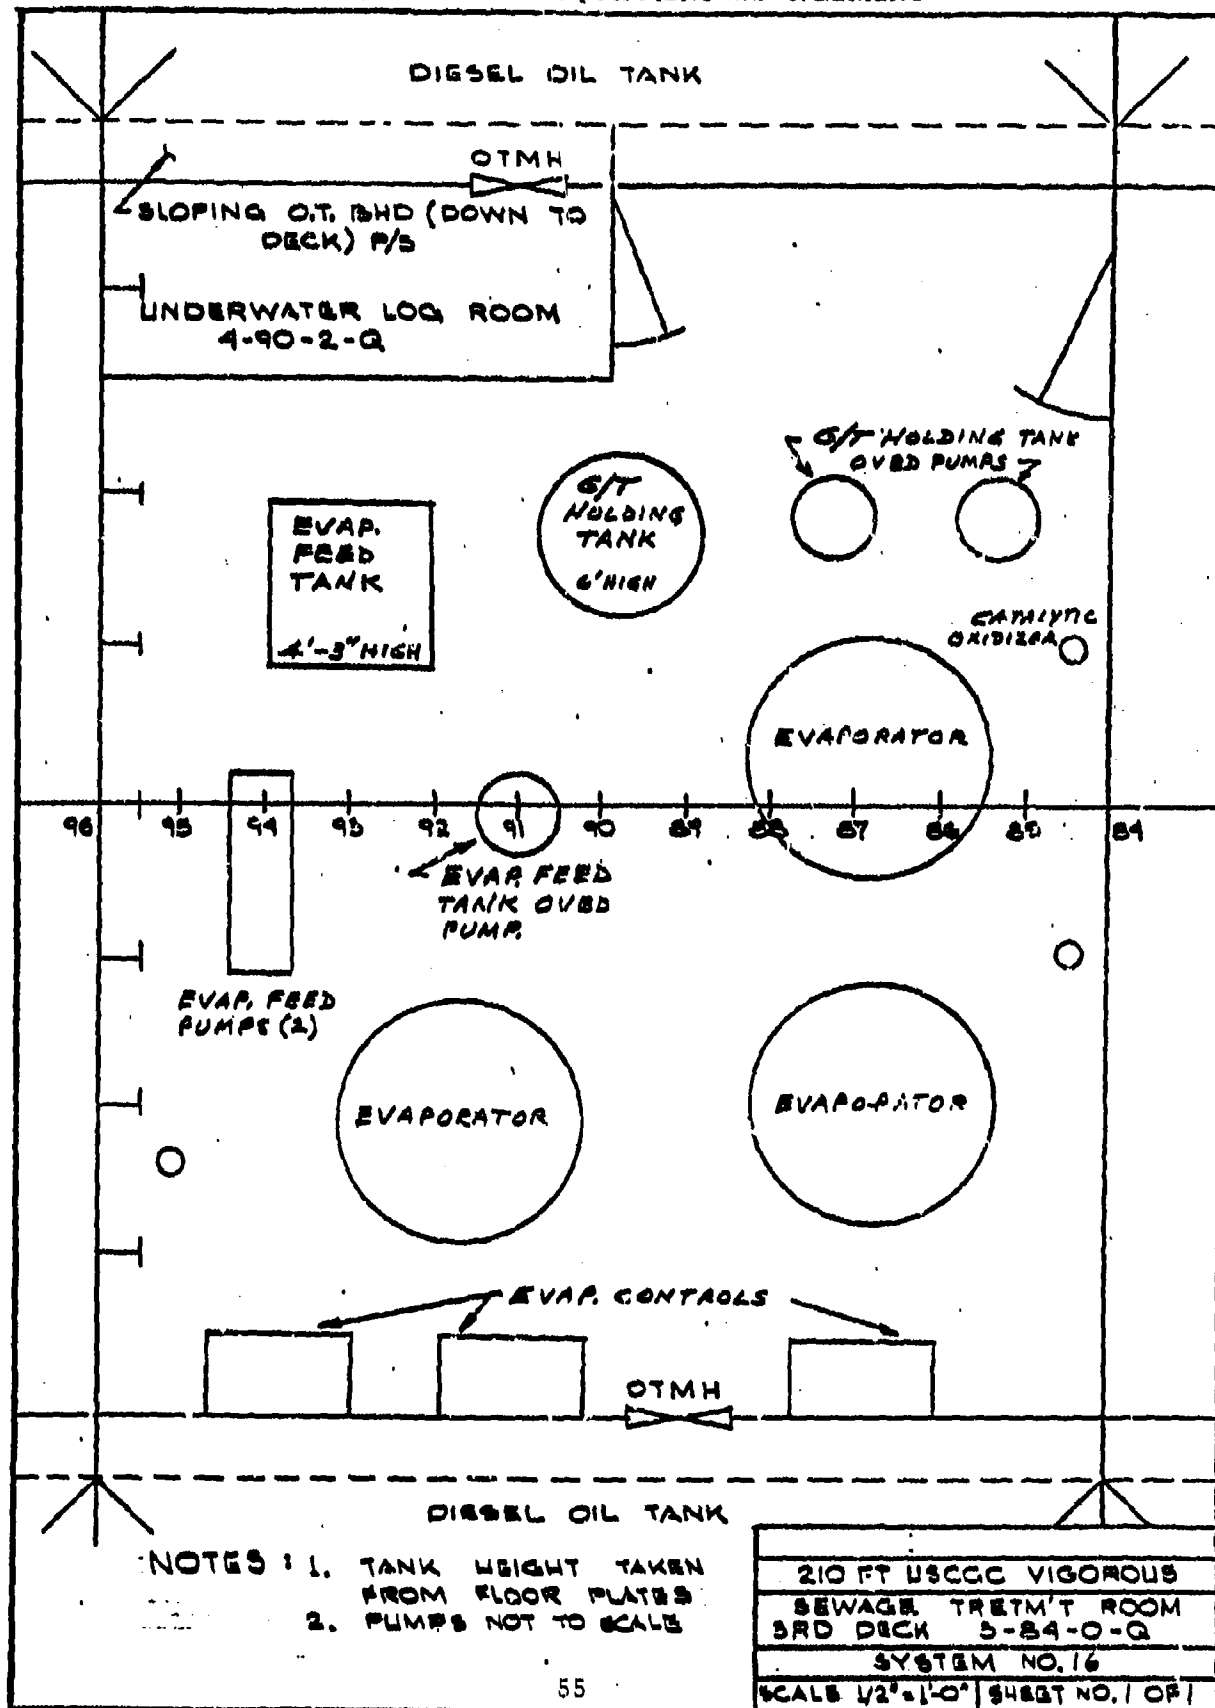 DIESEL OIL TANK
OTMH
SLOPING O.T. BHD (DOWN TO
DECK) P/S
UNDERWATER LOG ROOM
4-90-2-Q
G/T HOLDING TANK
OVBD PUMPS
EVAP.
FEED
TANK
4'-3" HIGH
G/T
HOLDING
TANK
6' HIGH
CATALYTIC
OXIDIZER
EVAPORATOR
96 95 94 93 92 91 90 89 88 87 86 85 84
EVAP. FEED
TANK OVBD
PUMP.
EVAP. FEED
PUMPS (2)
EVAPORATOR
EVAPORATOR
EVAP. CONTROLS
OTMH
DIESEL OIL TANK
NOTES: 1. TANK HEIGHT TAKEN
FROM FLOOR PLATES
2. PUMPS NOT TO SCALE
210 FT USCGC VIGOROUS
SEWAGE TRETM'T ROOM
3RD DECK 3-84-0-Q
SYSTEM NO. 16
SCALE 1/2" = 1'-0" SHEET NO. 1 OF 1
55